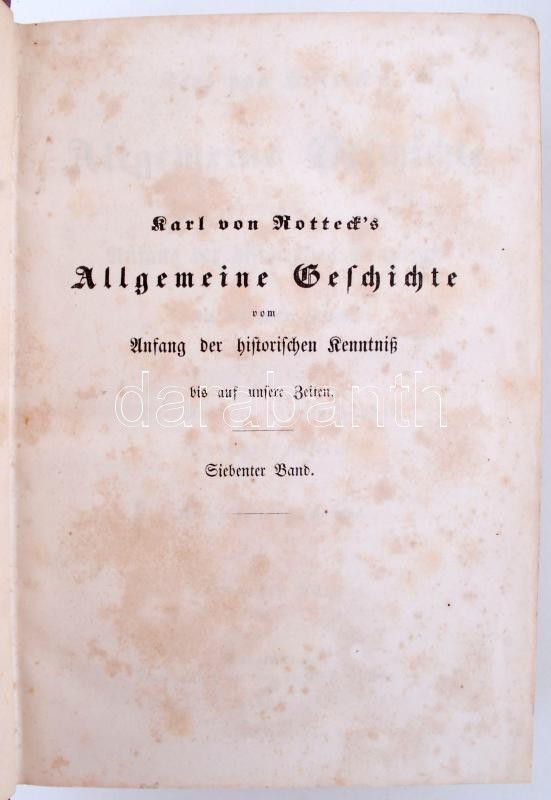 Karl von Rotteck's
Allgemeine Geſchichte
vom
Anfang der hiſtoriſchen Kenntniß
bis auf unſere Zeiten.
darabanth
Siebenter Band.